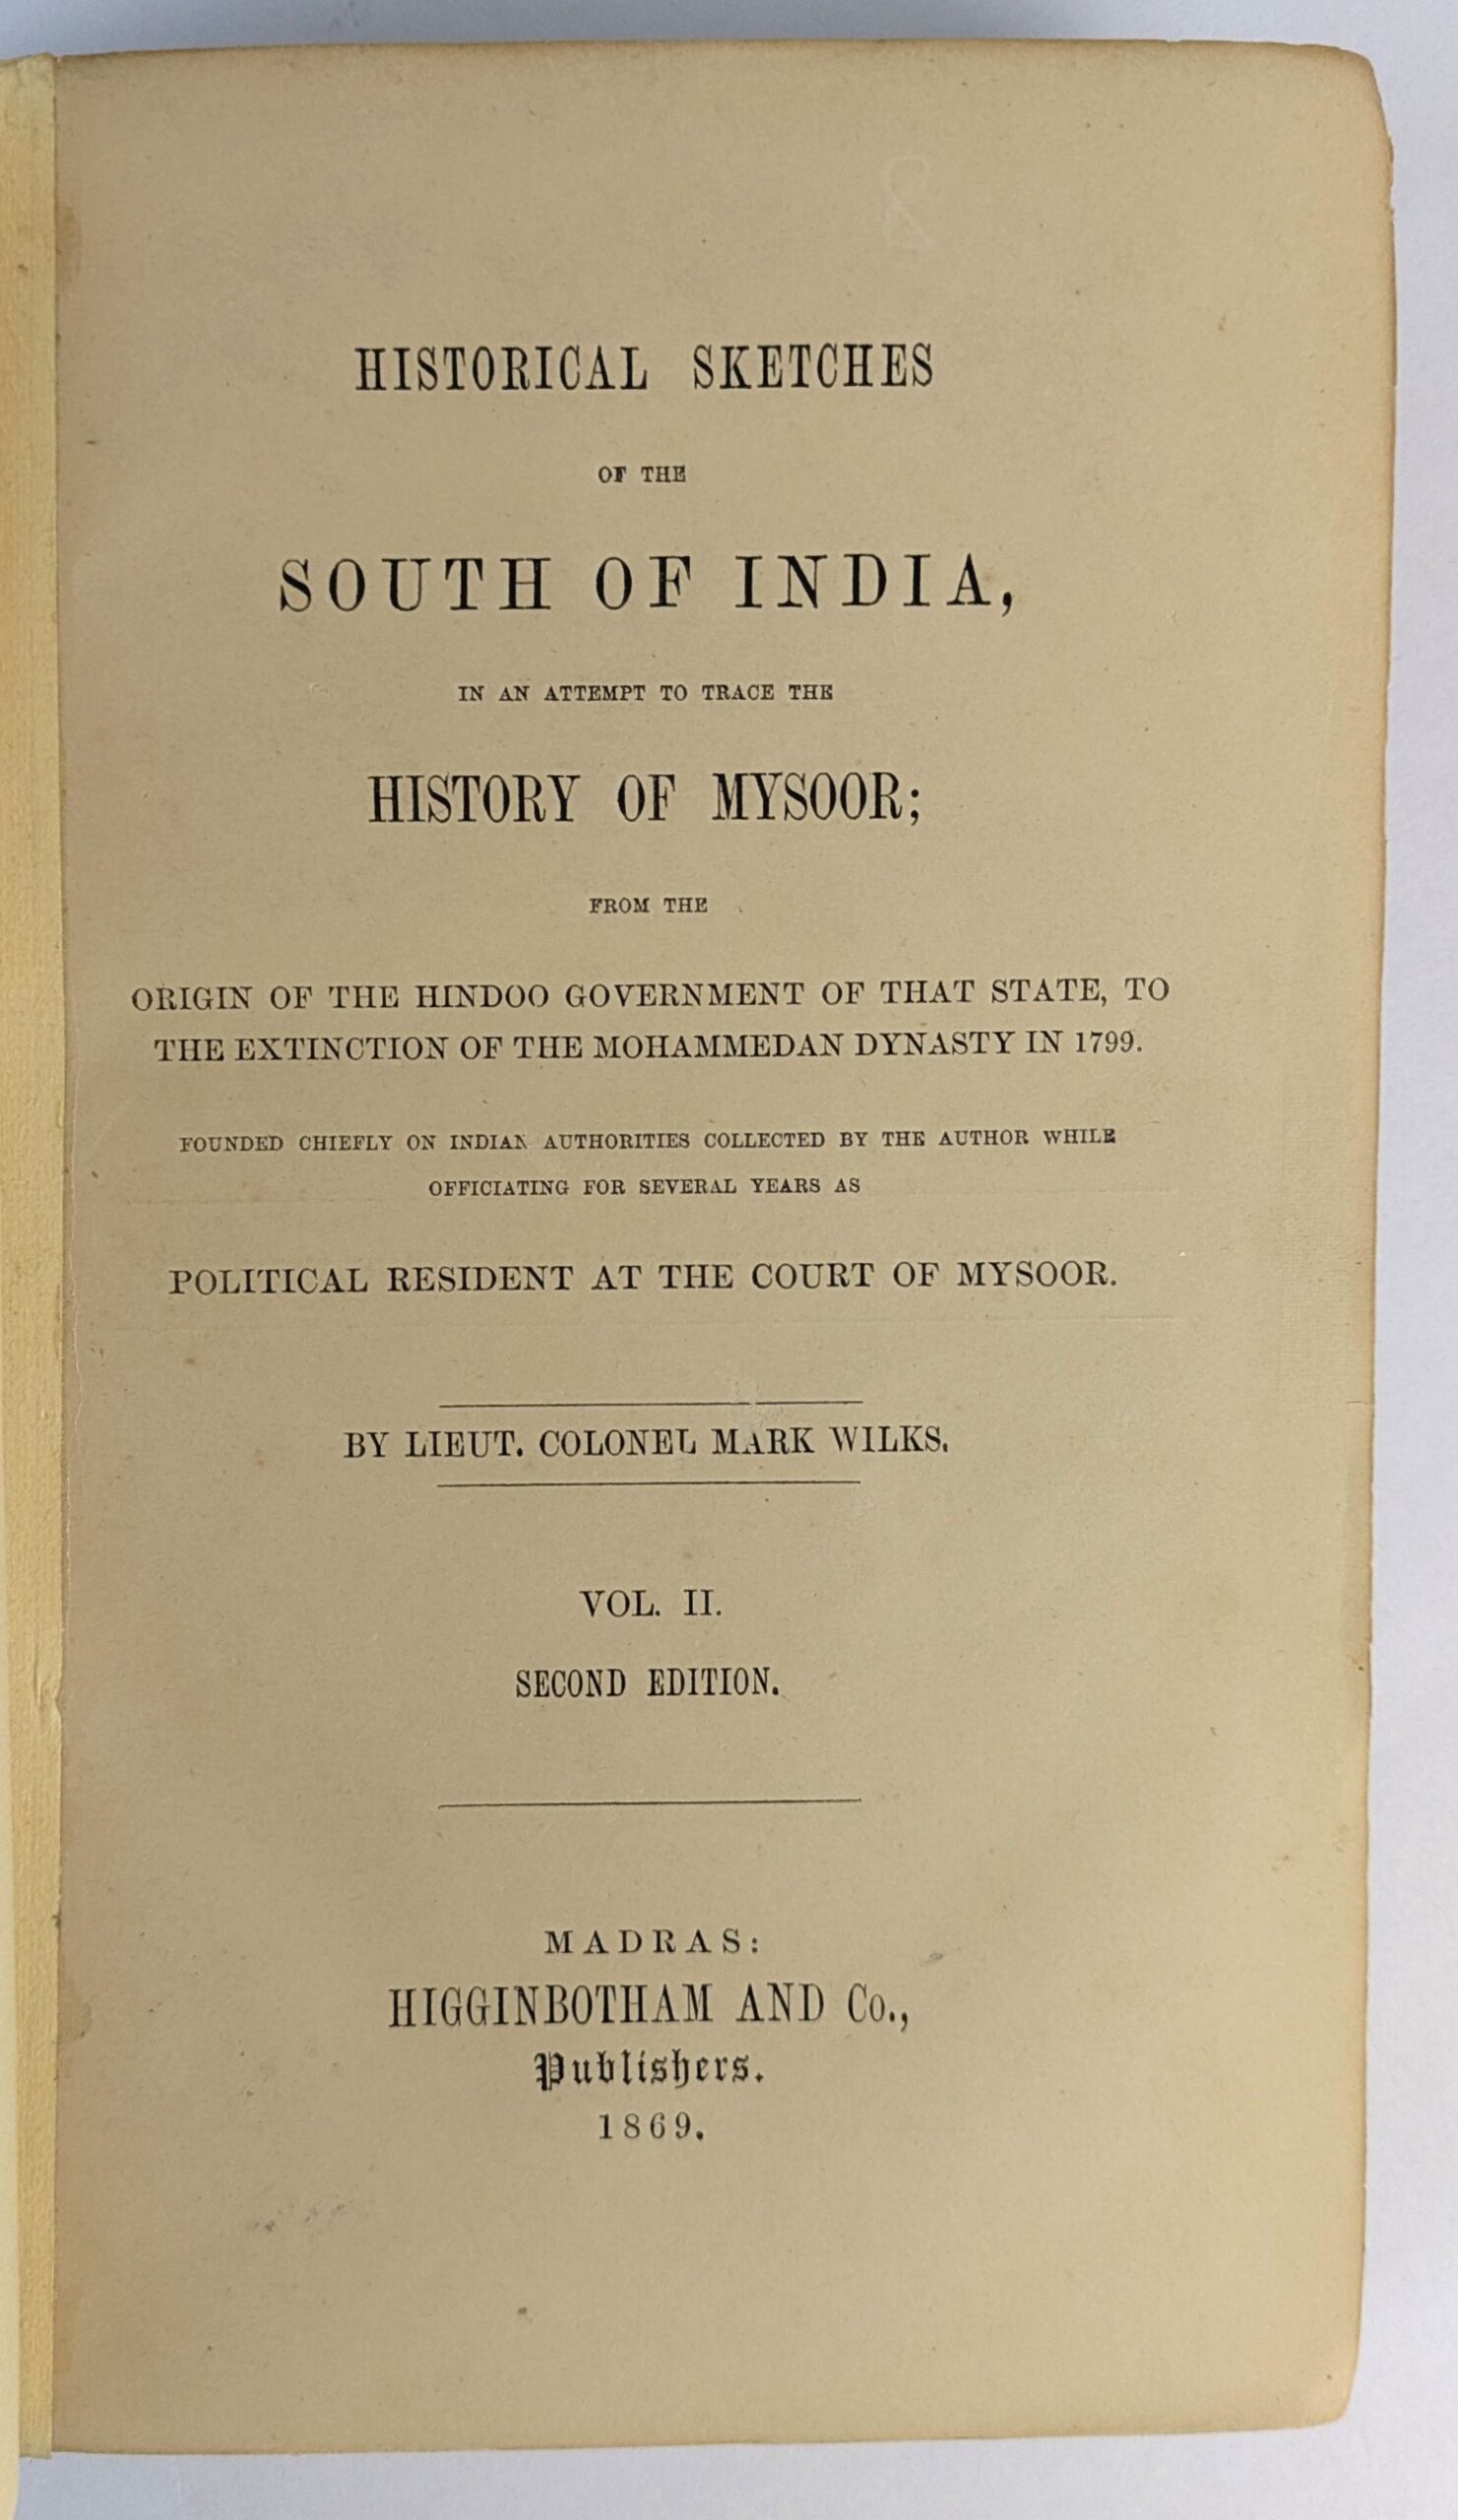 HISTORICAL SKETCHES
OF THE
SOUTH OF INDIA,
IN AN ATTEMPT TO TRACE THE
HISTORY OF MYSOOR;
FROM THE
ORIGIN OF THE HINDOO GOVERNMENT OF THAT STATE, TO
THE EXTINCTION OF THE MOHAMMEDAN DYNASTY IN 1799.
FOUNDED CHIEFLY ON INDIAN AUTHORITIES COLLECTED BY THE AUTHOR WHILE
OFFICIATING FOR SEVERAL YEARS AS
POLITICAL RESIDENT AT THE COURT OF MYSOOR.
BY LIEUT. COLONEL MARK WILKS.
VOL. II.
SECOND EDITION.
MADRAS:
HIGGINBOTHAM AND Co.,
Publishers.
1869.